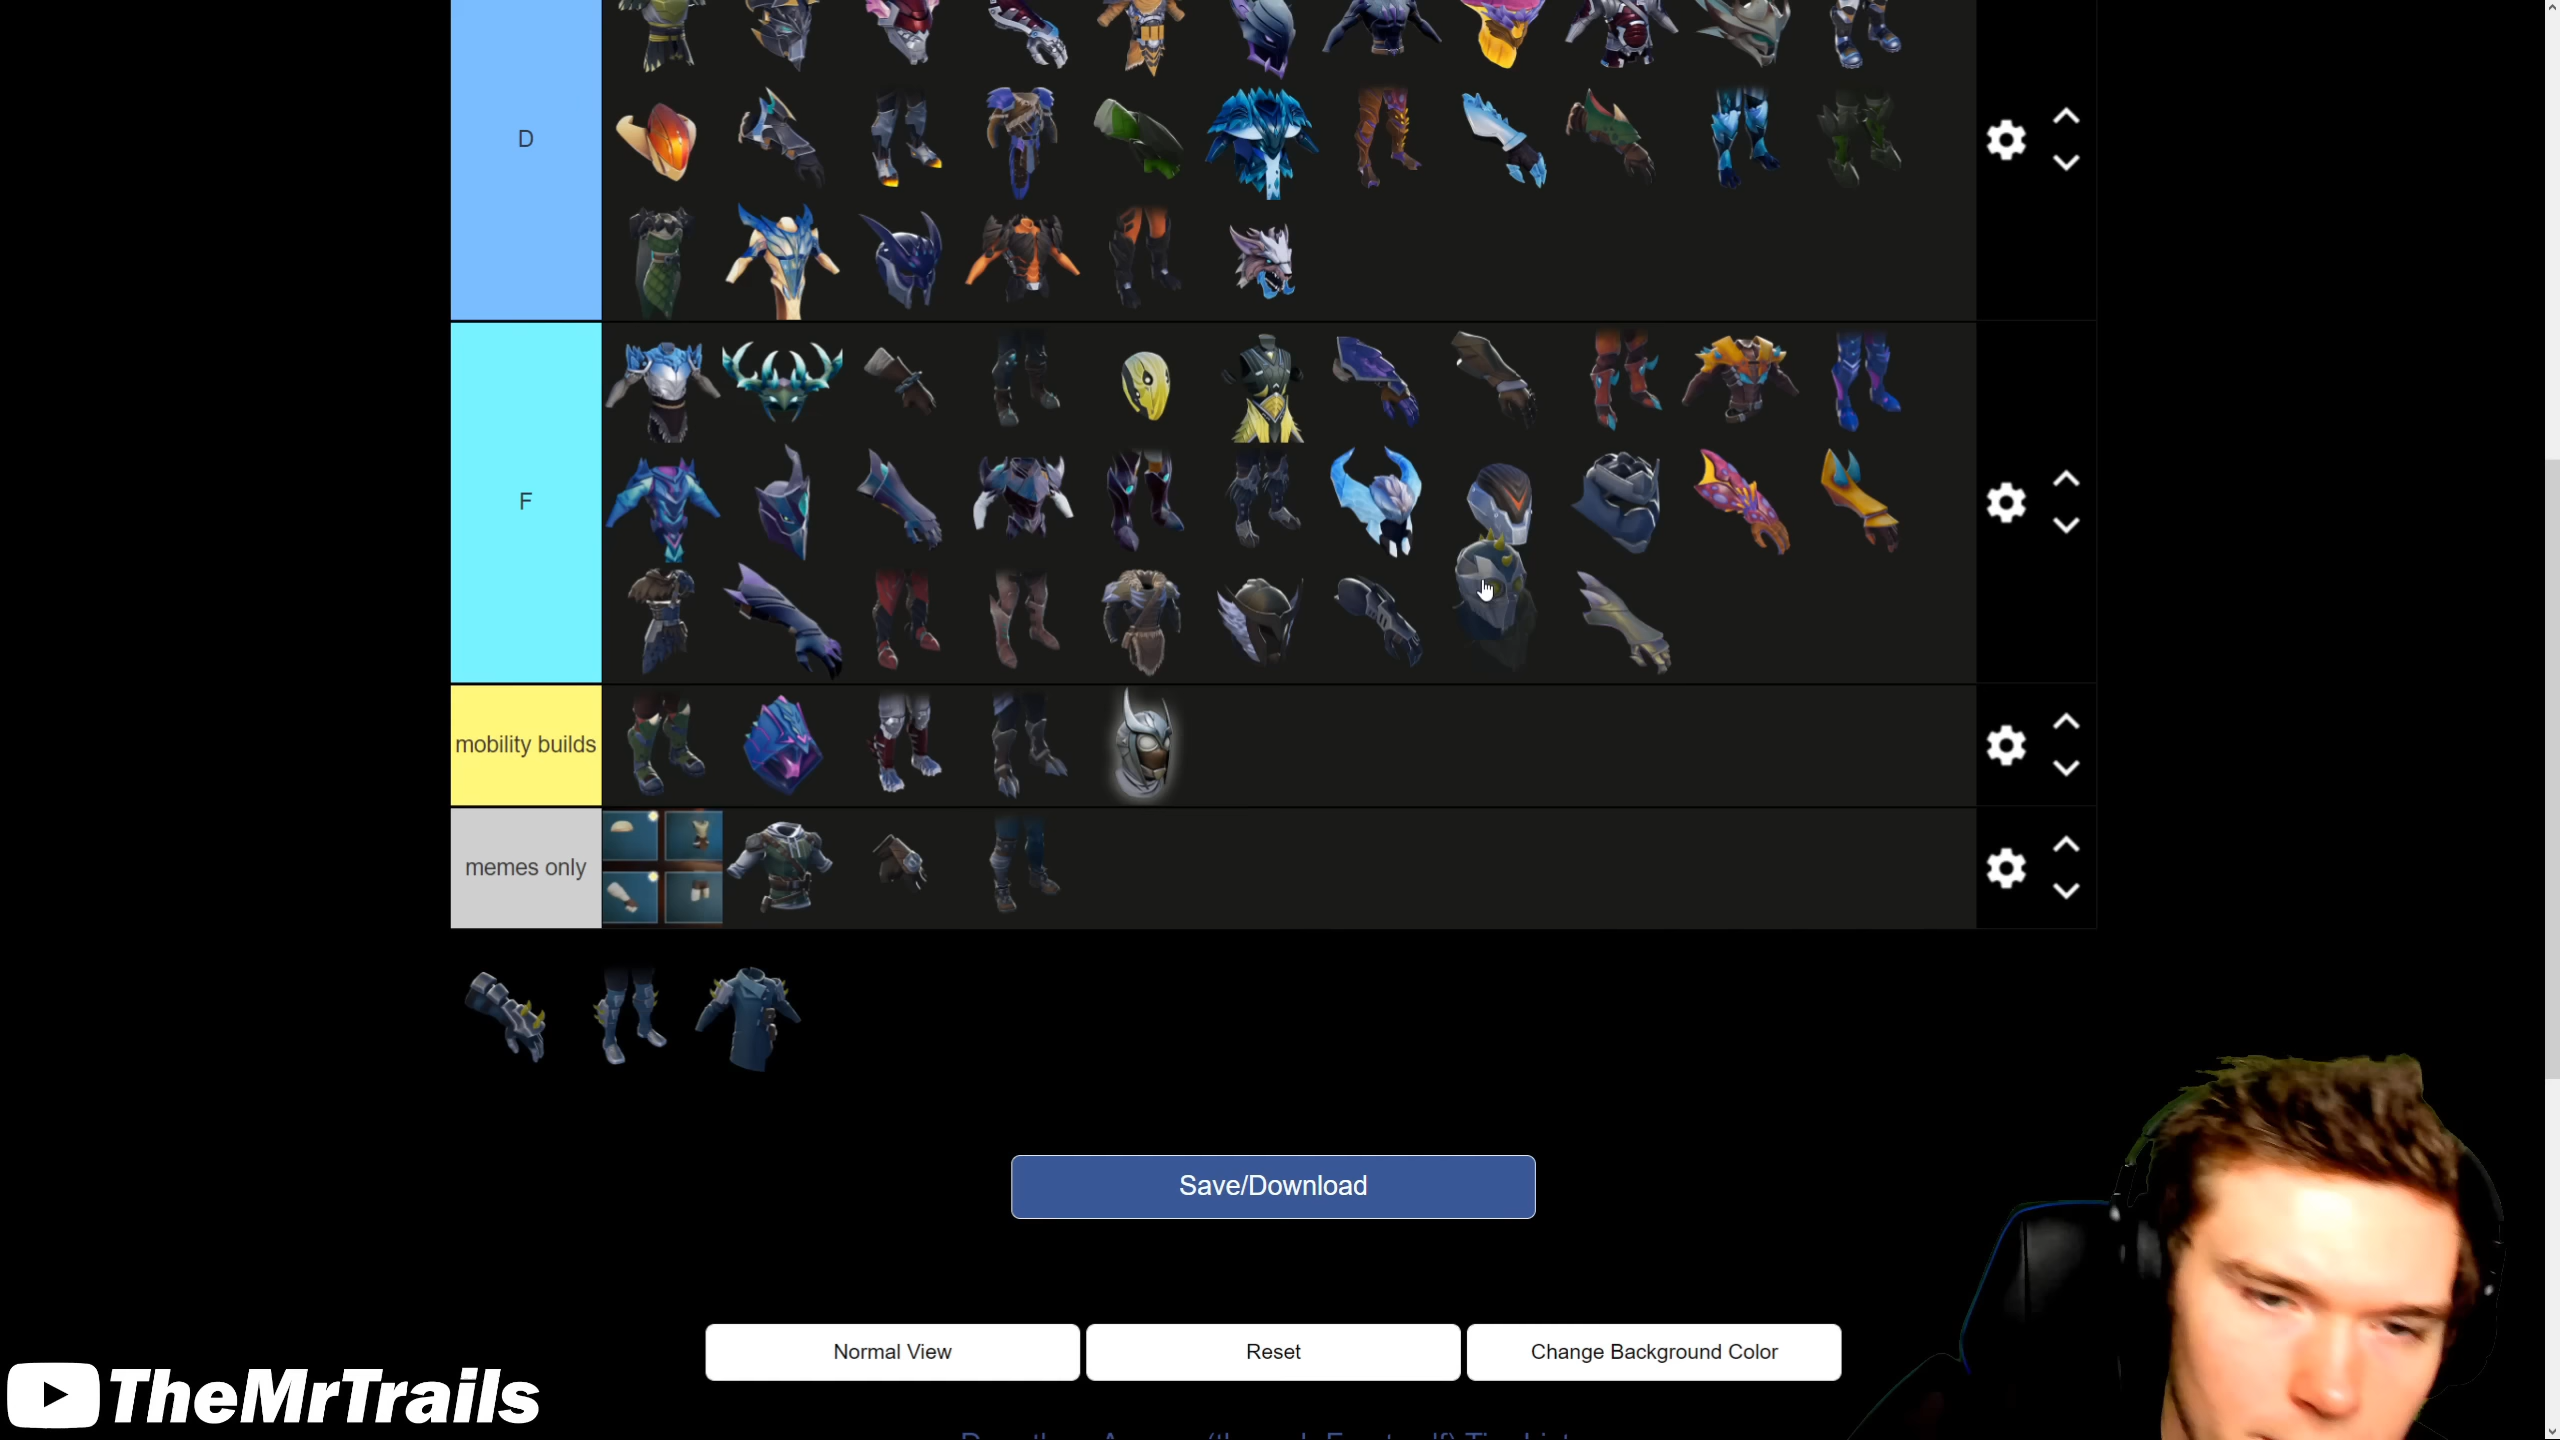 D
F
mobility builds
memes only
Save/Download
Normal View
Reset
Change Background Color
TheMrTrails